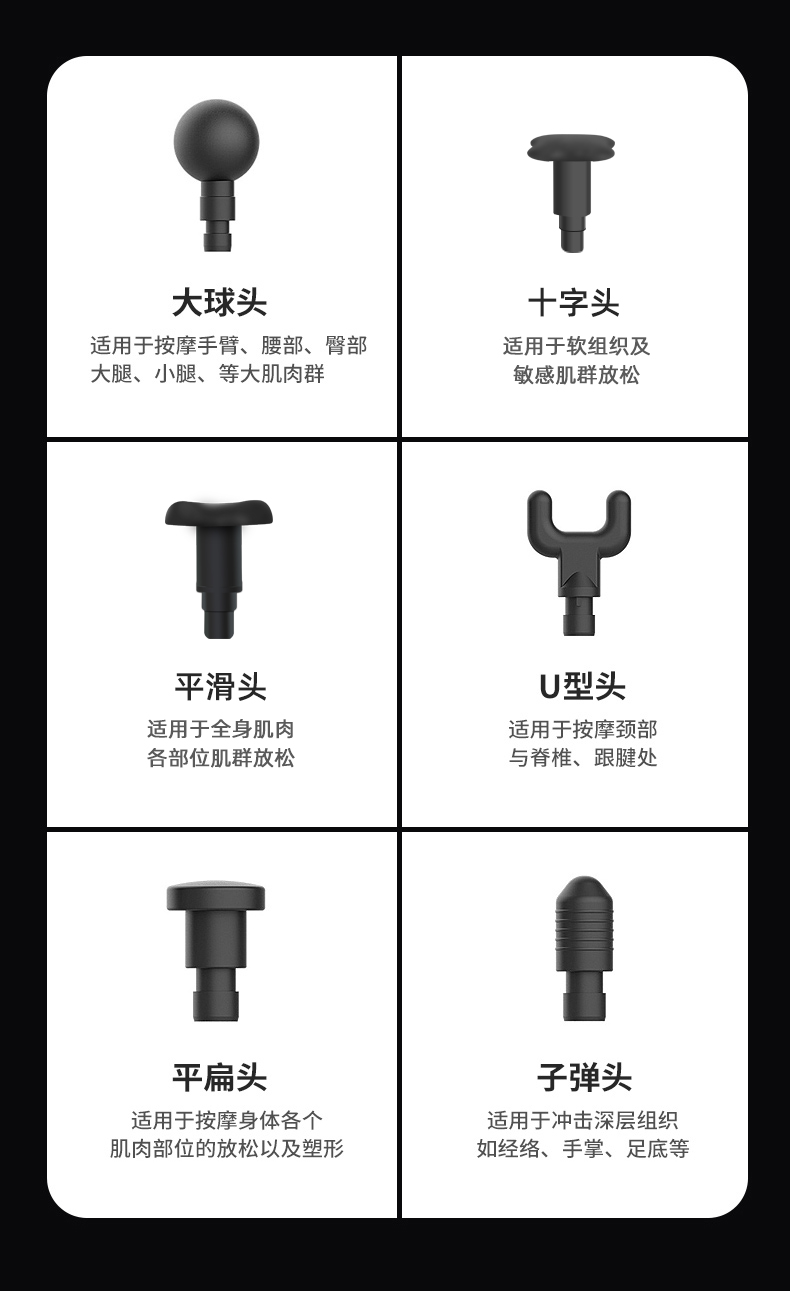 大球头
适用于按摩手臂、腰部、臀部
大腿、小腿、等大肌肉群
十字头
适用于软组织及
敏感肌群放松
平滑头
适用于全身肌肉
各部位肌群放松
U型头
适用于按摩颈部
与脊椎、跟腱处
平扁头
适用于按摩身体各个
肌肉部位的放松以及塑形
子弹头
适用于冲击深层组织
如经络、手掌、足底等